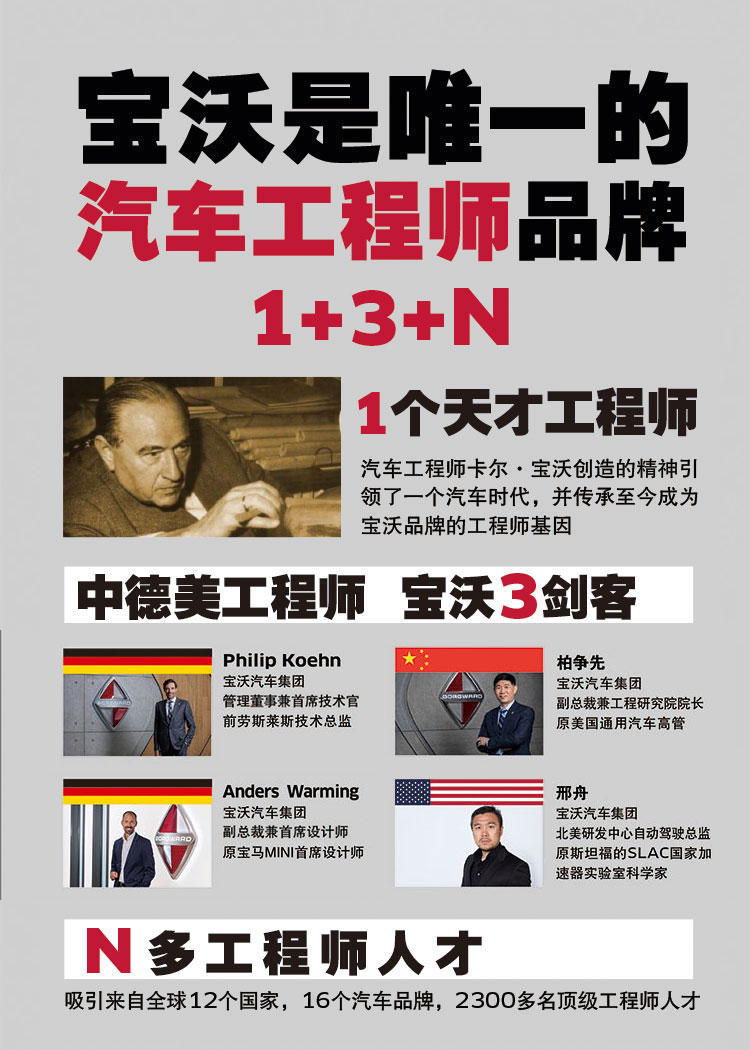 宝沃是唯一的
汽车工程师品牌
1+3+N
1个天才工程师
汽车工程师卡尔·宝沃创造的精神引
领了一个汽车时代，并传承至今成为
宝沃品牌的工程师基因
中德美工程师 宝沃3剑客
Philip Koehn
宝沃汽车集团
管理董事兼首席技术官
前劳斯莱斯技术总监
BORGWARD
柏争先
宝沃汽车集团
副总裁兼工程研究院院长
原美国通用汽车高管
BORGWARD
Anders Warming
宝沃汽车集团
副总裁兼首席设计师
原宝马MINI首席设计师
BORGWARD
邢舟
宝沃汽车集团
北美研发中心自动驾驶总监
原斯坦福的SLAC国家加
速器实验室科学家
N多工程师人才
吸引来自全球12个国家，16个汽车品牌，2300多名顶级工程师人才